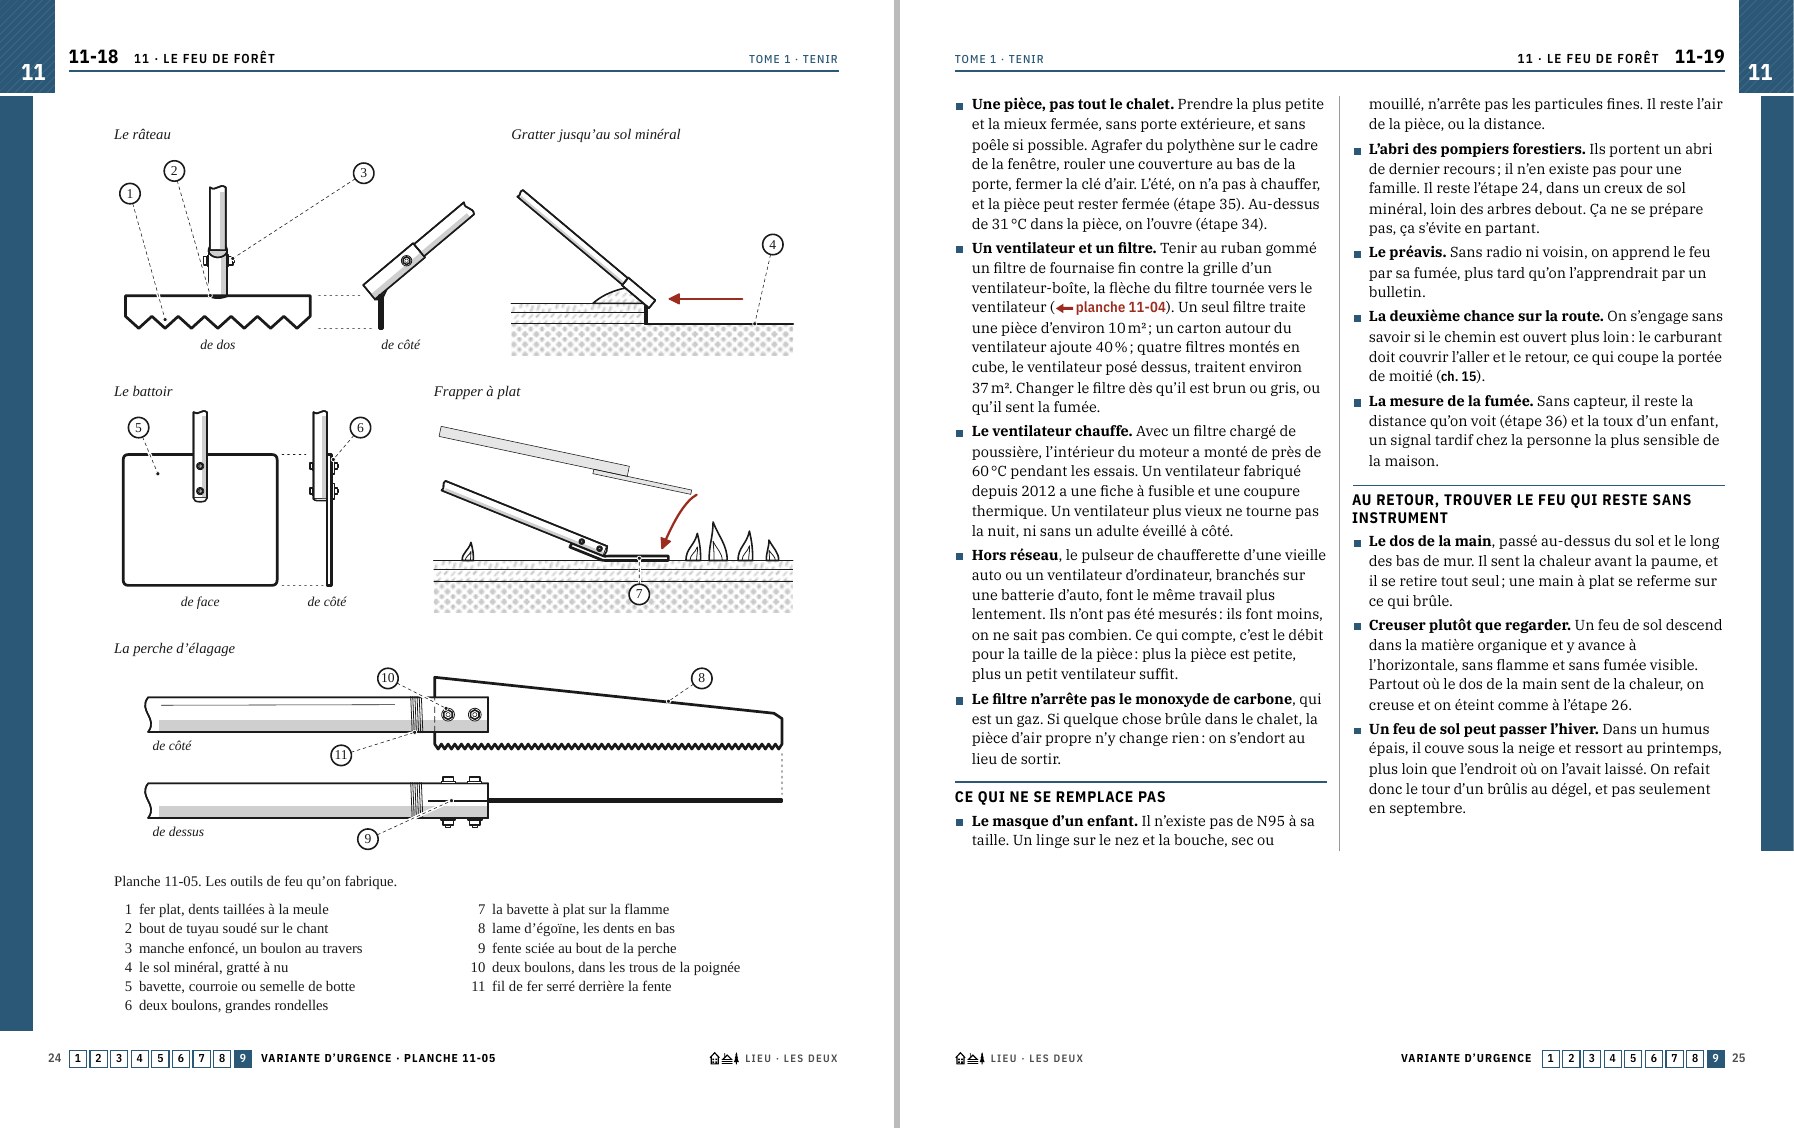 11
11-18 11 · LE FEU DE FORÊT
TOME 1 · TENIR
Le râteau
Gratter jusqu’au sol minéral
1
2
3
4
de dos
de côté
Le battoir
Frapper à plat
5
6
7
de face
de côté
La perche d’élagage
10
8
de côté
11
de dessus
9
Planche 11-05. Les outils de feu qu’on fabrique.
1 fer plat, dents taillées à la meule
2 bout de tuyau soudé sur le chant
3 manche enfoncé, un boulon au travers
4 le sol minéral, gratté à nu
5 bavette, courroie ou semelle de botte
6 deux boulons, grandes rondelles
7 la bavette à plat sur la flamme
8 lame d’égoïne, les dents en bas
9 fente sciée au bout de la perche
10 deux boulons, dans les trous de la poignée
11 fil de fer serré derrière la fente
24 1 2 3 4 5 6 7 8 9 VARIANTE D’URGENCE · PLANCHE 11-05
LIEU · LES DEUX
TOME 1 · TENIR
11 · LE FEU DE FORÊT 11-19
11
Une pièce, pas tout le chalet. Prendre la plus petite
et la mieux fermée, sans porte extérieure, et sans
poêle si possible. Agrafer du polythène sur le cadre
de la fenêtre, rouler une couverture au bas de la
porte, fermer la clé d’air. L’été, on n’a pas à chauffer,
et la pièce peut rester fermée (étape 35). Au-dessus
de 31 °C dans la pièce, on l’ouvre (étape 34).
Un ventilateur et un filtre. Tenir au ruban gommé
un filtre de fournaise fin contre la grille d’un
ventilateur-boîte, la flèche du filtre tournée vers le
ventilateur (planche 11-04). Un seul filtre traite
une pièce d’environ 10 m² ; un carton autour du
ventilateur ajoute 40 % ; quatre filtres montés en
cube, le ventilateur posé dessus, traitent environ
37 m². Changer le filtre dès qu’il est brun ou gris, ou
qu’il sent la fumée.
Le ventilateur chauffe. Avec un filtre chargé de
poussière, l’intérieur du moteur a monté de près de
60 °C pendant les essais. Un ventilateur fabriqué
depuis 2012 a une fiche à fusible et une coupure
thermique. Un ventilateur plus vieux ne tourne pas
la nuit, ni sans un adulte éveillé à côté.
Hors réseau, le pulseur de chaufferette d’une vieille
auto ou un ventilateur d’ordinateur, branchés sur
une batterie d’auto, font le même travail plus
lentement. Ils n’ont pas été mesurés : ils font moins,
on ne sait pas combien. Ce qui compte, c’est le débit
pour la taille de la pièce : plus la pièce est petite,
plus un petit ventilateur suffit.
Le filtre n’arrête pas le monoxyde de carbone, qui
est un gaz. Si quelque chose brûle dans le chalet, la
pièce d’air propre n’y change rien : on s’endort au
lieu de sortir.
CE QUI NE SE REMPLACE PAS
Le masque d’un enfant. Il n’existe pas de N95 à sa
taille. Un linge sur le nez et la bouche, sec ou
mouillé, n’arrête pas les particules fines. Il reste l’air
de la pièce, ou la distance.
L’abri des pompiers forestiers. Ils portent un abri
de dernier recours ; il n’en existe pas pour une
famille. Il reste l’étape 24, dans un creux de sol
minéral, loin des arbres debout. Ça ne se prépare
pas, ça s’évite en partant.
Le préavis. Sans radio ni voisin, on apprend le feu
par sa fumée, plus tard qu’on l’apprendrait par un
bulletin.
La deuxième chance sur la route. On s’engage sans
savoir si le chemin est ouvert plus loin : le carburant
doit couvrir l’aller et le retour, ce qui coupe la portée
de moitié (ch. 15).
La mesure de la fumée. Sans capteur, il reste la
distance qu’on voit (étape 36) et la toux d’un enfant,
un signal tardif chez la personne la plus sensible de
la maison.
AU RETOUR, TROUVER LE FEU QUI RESTE SANS
INSTRUMENT
Le dos de la main, passé au-dessus du sol et le long
des bas de mur. Il sent la chaleur avant la paume, et
il se retire tout seul ; une main à plat se referme sur
ce qui brûle.
Creuser plutôt que regarder. Un feu de sol descend
dans la matière organique et y avance à
l’horizontale, sans flamme et sans fumée visible.
Partout où le dos de la main sent de la chaleur, on
creuse et on éteint comme à l’étape 26.
Un feu de sol peut passer l’hiver. Dans un humus
épais, il couve sous la neige et ressort au printemps,
plus loin que l’endroit où on l’avait laissé. On refait
donc le tour d’un brûlis au dégel, et pas seulement
en septembre.
LIEU · LES DEUX
VARIANTE D’URGENCE 1 2 3 4 5 6 7 8 9 25